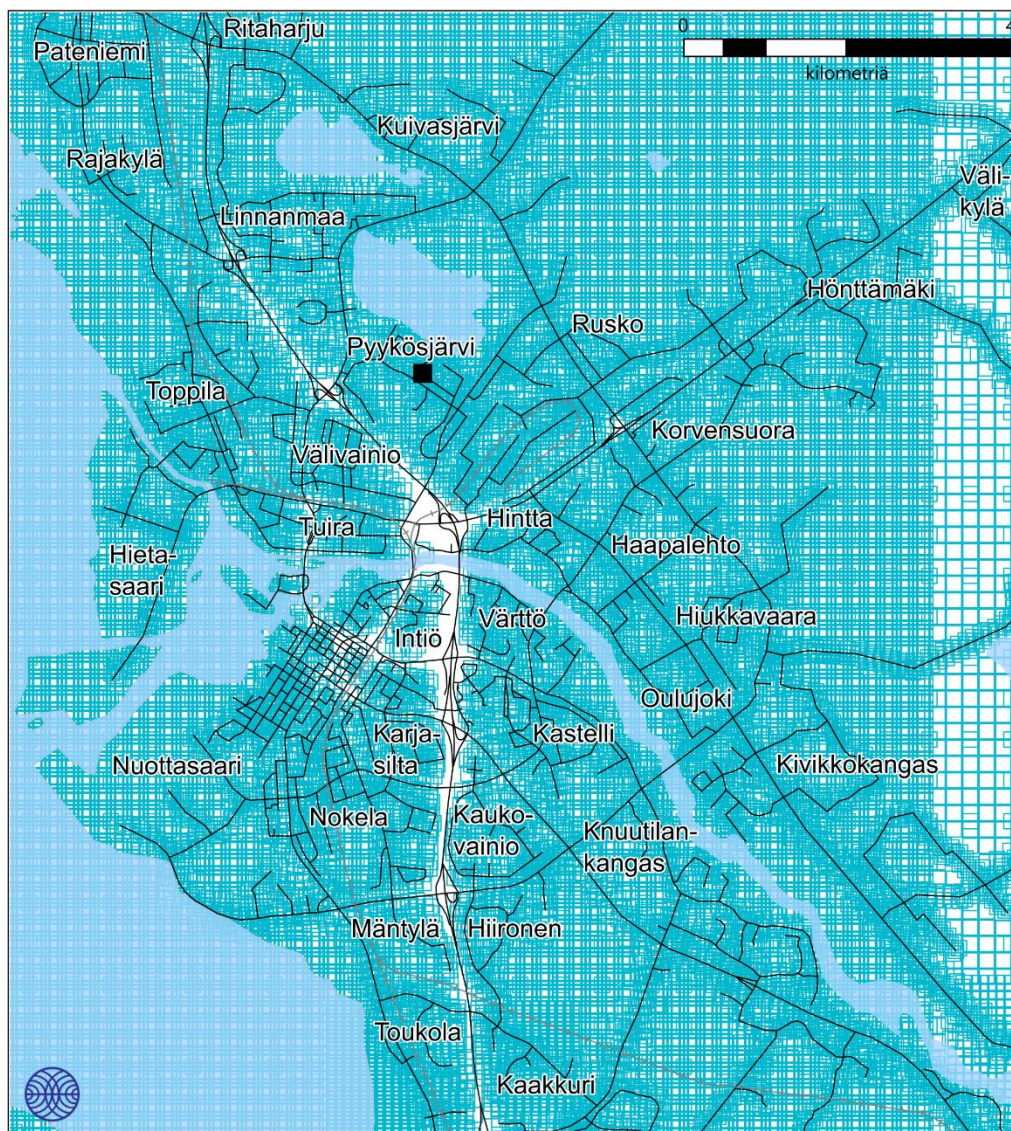 Ritaharju
0
4
Pateniemi
kilometriä
Kuivasjärvi
Rajakylä
Väli-
kylä
Linnanmaa
Hönttämäki
Rusko
Pyykösjärvi
Toppila
Korvensuora
Välivainio
Hintta
Tuira
Haapalehto
Hieta-
saari
Värttö
Hiukkavaara
Intiö
Oulujoki
Karja-
silta
Kastelli
Nuottasaari
Kivikkokangas
Nokela
Kauko-
vainio
Knuutilan-
kangas
Mäntylä
Hiironen
Toukola
Kaakkuri